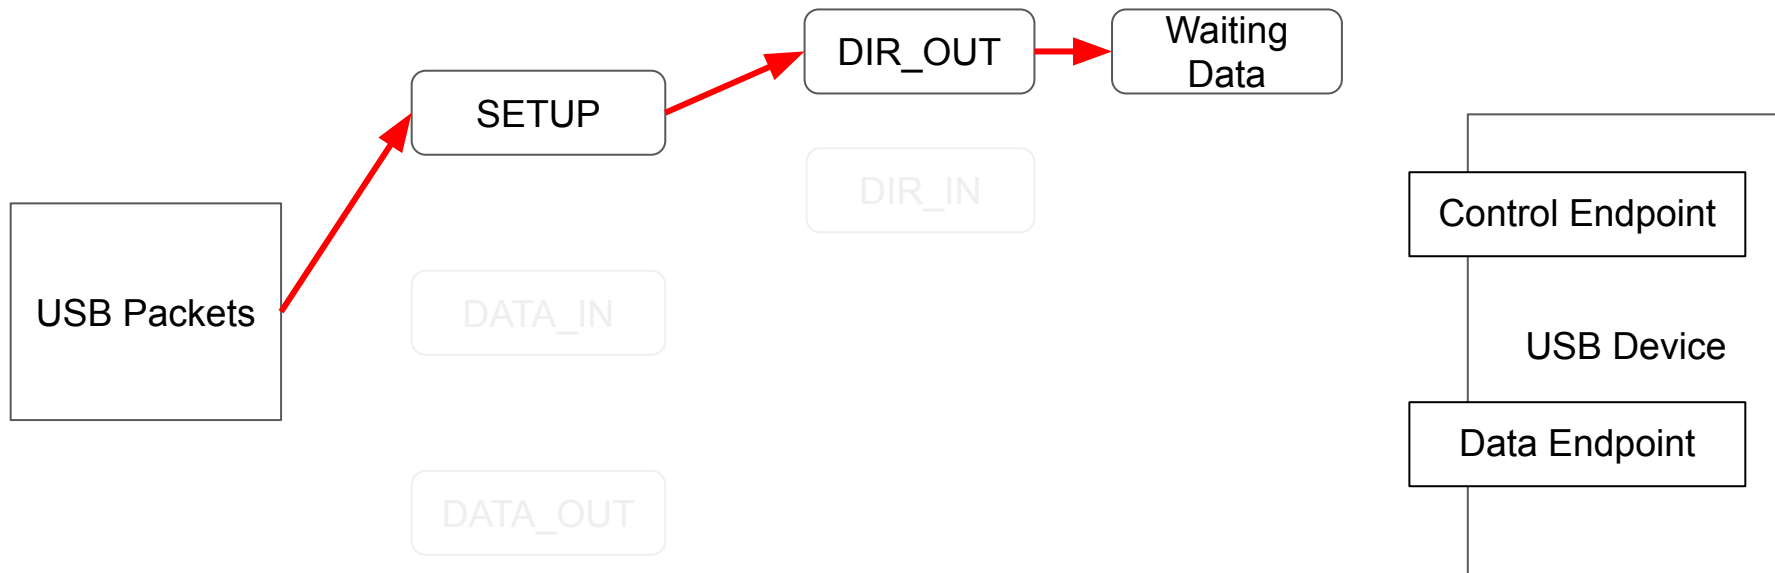 Waiting
Data
DIR_OUT
SETUP
DIR_IN
Control Endpoint
USB Packets
DATA_IN
USB Device
Data Endpoint
DATA_OUT